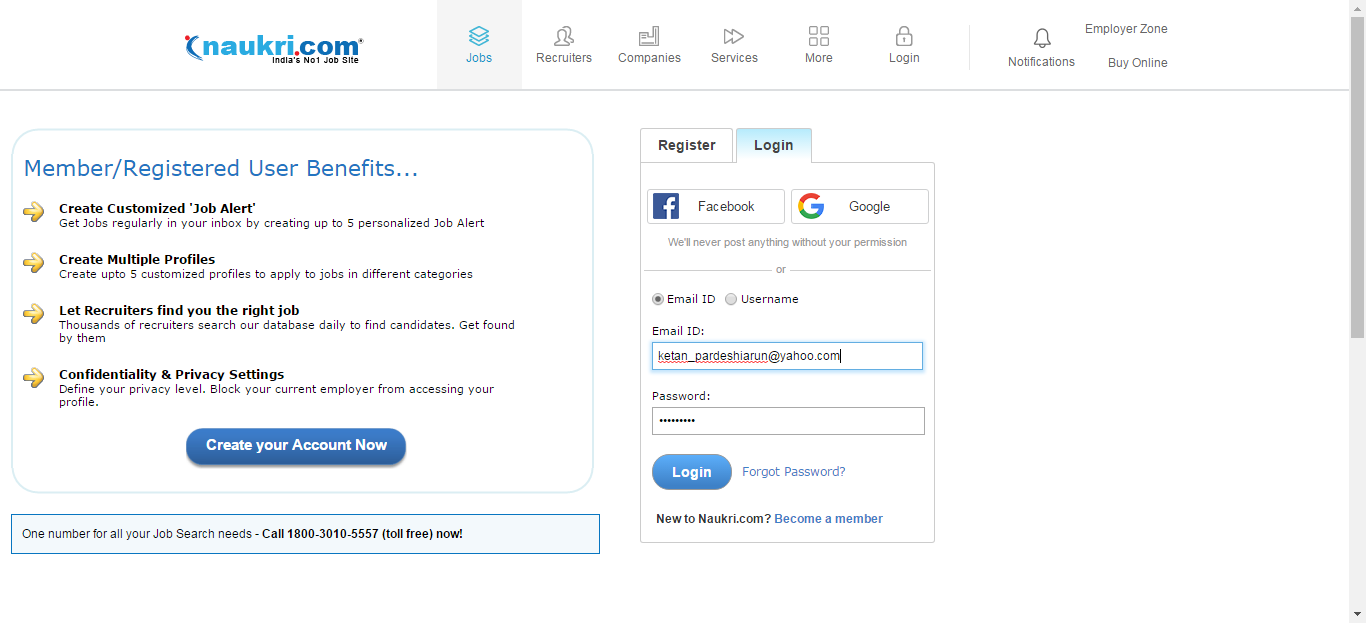 naukri.com
India's No1 Job Site
Jobs
Recruiters
Companies
Services
More
Login
Notifications
Employer Zone
Buy Online
Member/Registered User Benefits...
Create Customized 'Job Alert'
Get Jobs regularly in your inbox by creating up to 5 personalized Job Alert
Create Multiple Profiles
Create upto 5 customized profiles to apply to jobs in different categories
Let Recruiters find you the right job
Thousands of recruiters search our database daily to find candidates. Get found
by them
Confidentiality & Privacy Settings
Define your privacy level. Block your current employer from accessing your
profile.
Create your Account Now
One number for all your Job Search needs - Call 1800-3010-5557 (toll free) now!
Register
Login
Facebook
Google
We'll never post anything without your permission
or
Email ID
Username
Email ID:
ketan_pardeshiarun@yahoo.com
Password:
•••••••••
Login
Forgot Password?
New to Naukri.com? Become a member